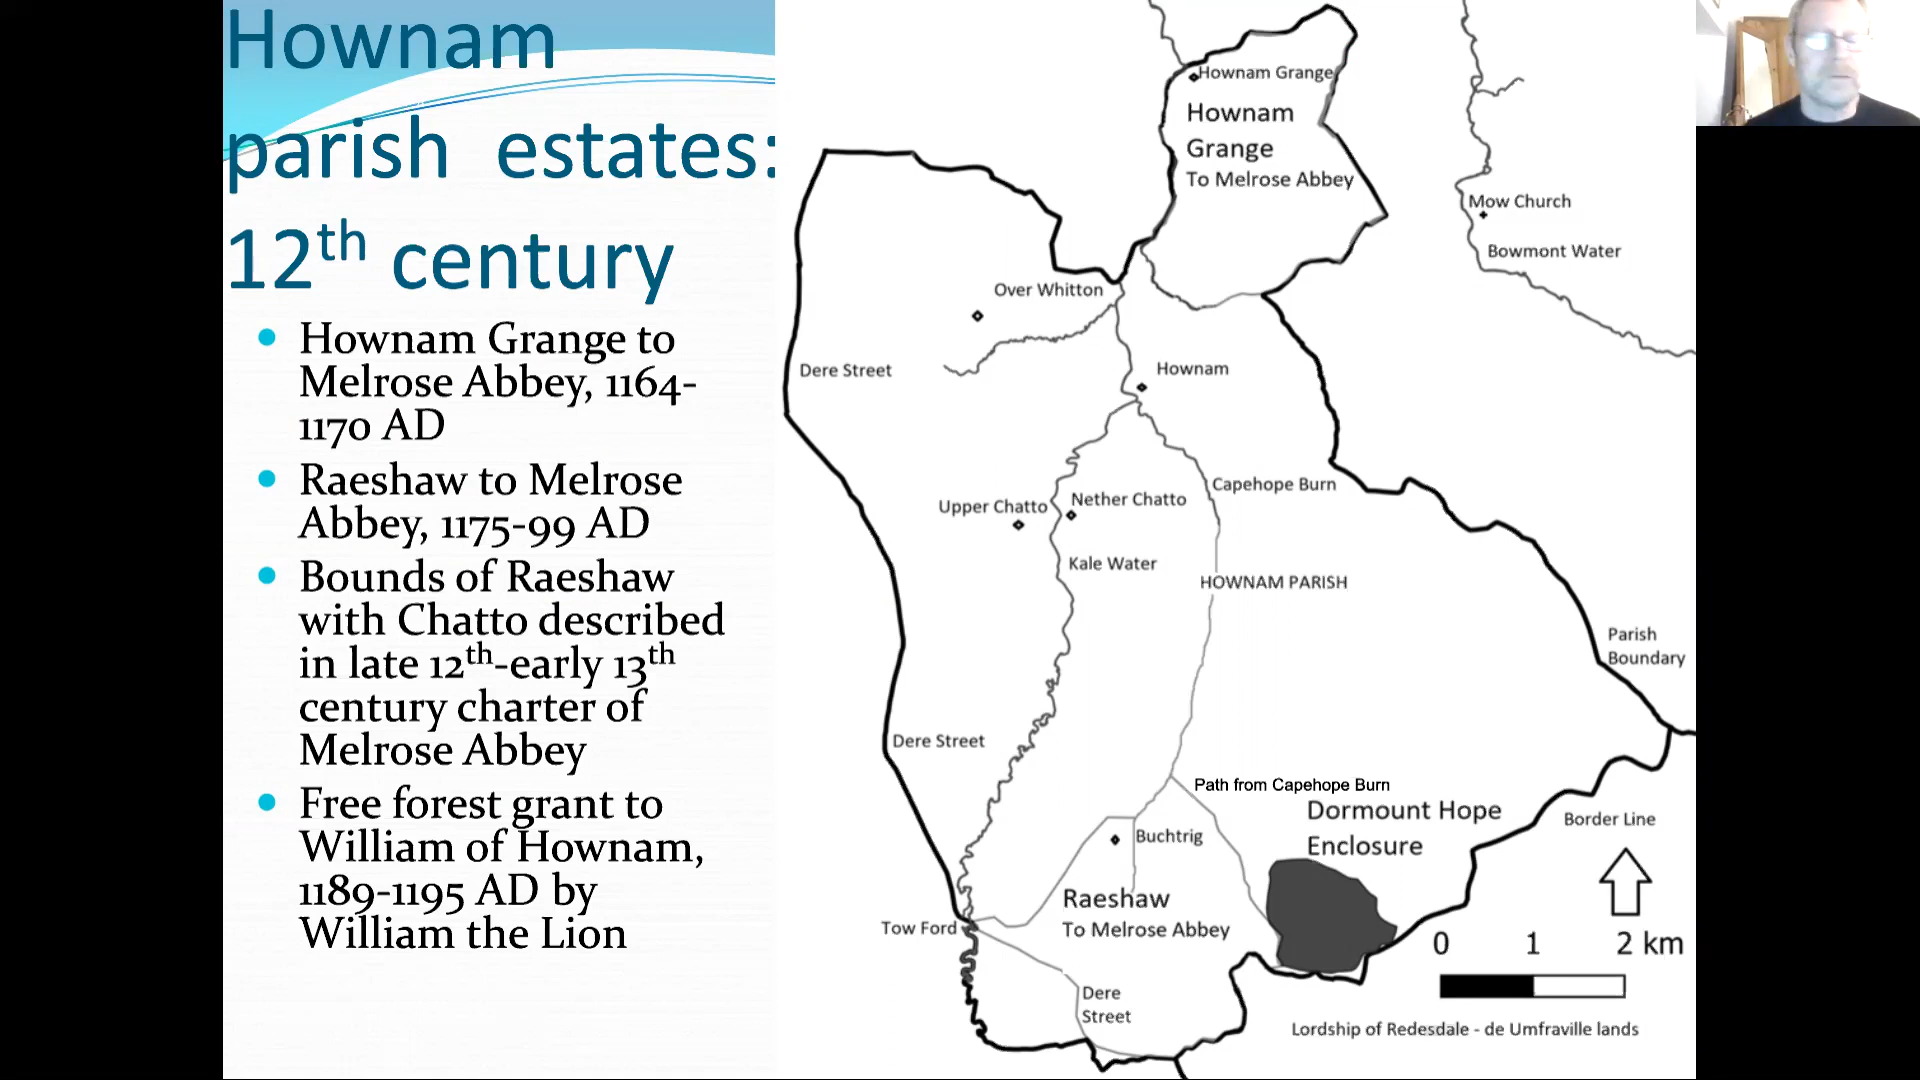 Hownam
parish estates:
12th century
Hownam Grange to
Melrose Abbey, 1164-
1170 AD
Raeshaw to Melrose
Abbey, 1175-99 AD
Bounds of Raeshaw
with Chatto described
in late 12th-early 13th
century charter of
Melrose Abbey
Free forest grant to
William of Hownam,
1189-1195 AD by
William the Lion
Hownam Grange
Hownam
Grange
To Melrose Abbey
Mow Church
Bowmont Water
Over Whitton
Dere Street
Hownam
Capehope Burn
Upper Chatto
Nether Chatto
Kale Water
HOWNAM PARISH
Parish
Boundary
Dere Street
Path from Capehope Burn
Dormount Hope
Enclosure
Border Line
Buchtrig
Raeshaw
To Melrose Abbey
Tow Ford
0 1 2 km
Dere
Street
Lordship of Redesdale - de Umfraville lands